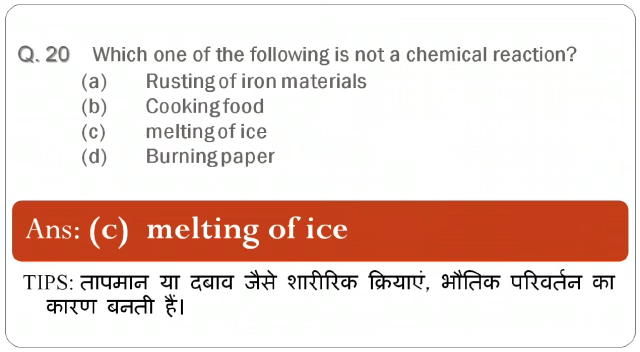 Q. 20 Which one of the following is not a chemical reaction?
(a) Rusting of iron materials
(b) Cooking food
(c) melting of ice
(d) Burning paper
Ans: (c) melting of ice
TIPS: तापमान या दबाव जैसे शारीरिक क्रियाएं, भौतिक परिवर्तन का
कारण बनती हैं।